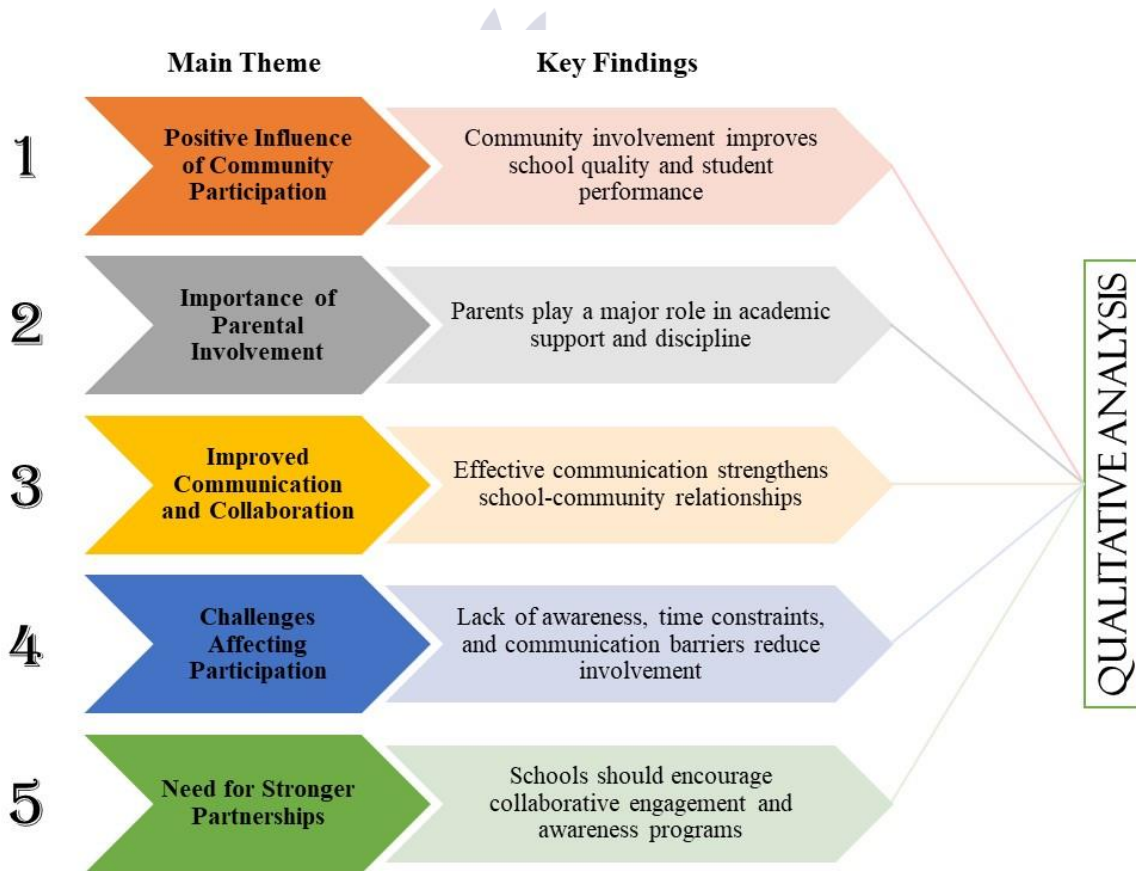 Main Theme
Key Findings
1
Positive Influence
of Community
Participation
Community involvement improves
school quality and student
performance
2
Importance of
Parental
Involvement
Parents play a major role in academic
support and discipline
3
Improved
Communication
and Collaboration
Effective communication strengthens
school-community relationships
4
Challenges
Affecting
Participation
Lack of awareness, time constraints,
and communication barriers reduce
involvement
5
Need for Stronger
Partnerships
Schools should encourage
collaborative engagement and
awareness programs
QUALITATIVE ANALYSIS